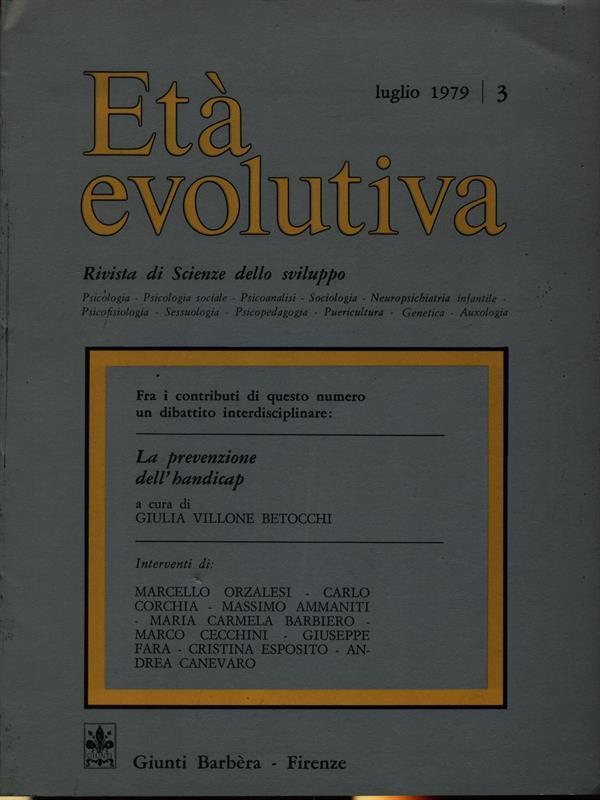 luglio 1979 | 3
Età
evolutiva
Rivista di Scienze dello sviluppo
Psicologia - Psicologia sociale - Psicoanalisi - Sociologia - Neuropsichiatria infantile -
Psicofisiologia - Sessuologia - Psicopedagogia - Puericultura - Genetica - Auxologia
Fra i contributi di questo numero
un dibattito interdisciplinare:
La prevenzione
dell'handicap
a cura di
GIULIA VILLONE BETOCCHI
Interventi di:
MARCELLO ORZALESI - CARLO
CORCHIA - MASSIMO AMMANITI
- MARIA CARMELA BARBIERO -
MARCO CECCHINI - GIUSEPPE
FARA - CRISTINA ESPOSITO - AN-
DREA CANEVARO
GIUNTI
Giunti Barbèra - Firenze